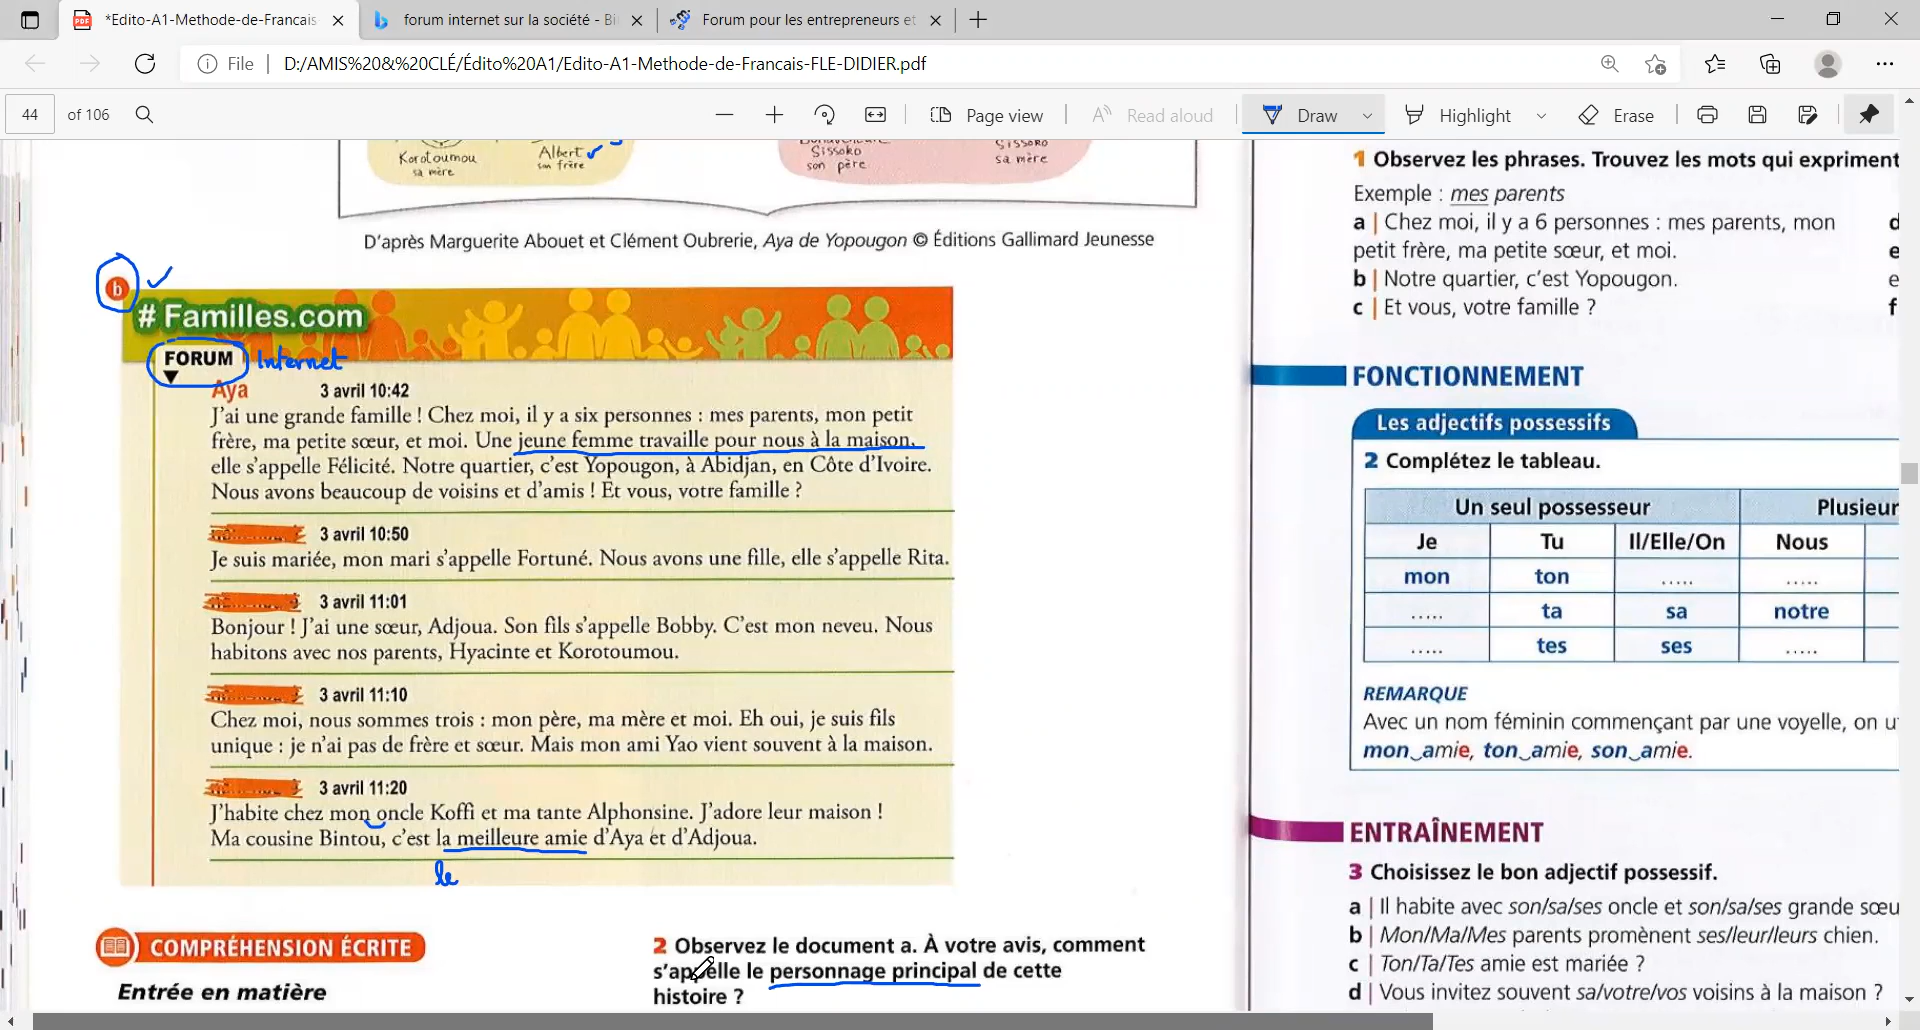 *Edito-A1-Methode-de-Francais
forum internet sur la société - Bi
Forum pour les entrepreneurs et
File
D:/AMIS%20&%20CLÉ/Édito%20A1/Edito-A1-Methode-de-Francais-FLE-DIDIER.pdf
44 of 106
Page view
Read aloud
Draw
Highlight
Erase
Korotoumou
sa mère
Albert
son frère
Sissoko
son père
Sissoko
sa mère
D'après Marguerite Abouet et Clément Oubrerie, Aya de Yopougon © Éditions Gallimard Jeunesse
b
# Familles.com
FORUM Internet
Aya 3 avril 10:42
J'ai une grande famille ! Chez moi, il y a six personnes : mes parents, mon petit
frère, ma petite sœur, et moi. Une jeune femme travaille pour nous à la maison,
elle s'appelle Félicité. Notre quartier, c'est Yopougon, à Abidjan, en Côte d'Ivoire.
Nous avons beaucoup de voisins et d'amis ! Et vous, votre famille ?
3 avril 10:50
Je suis mariée, mon mari s'appelle Fortuné. Nous avons une fille, elle s'appelle Rita.
3 avril 11:01
Bonjour ! J'ai une sœur, Adjoua. Son fils s'appelle Bobby. C'est mon neveu. Nous
habitons avec nos parents, Hyacinte et Korotoumou.
3 avril 11:10
Chez moi, nous sommes trois : mon père, ma mère et moi. Eh oui, je suis fils
unique : je n'ai pas de frère et sœur. Mais mon ami Yao vient souvent à la maison.
3 avril 11:20
J'habite chez mon oncle Koffi et ma tante Alphonsine. J'adore leur maison !
Ma cousine Bintou, c'est la meilleure amie d'Aya et d'Adjoua.
le
COMPRÉHENSION ÉCRITE
Entrée en matière
2 Observez le document a. À votre avis, comment
s'appelle le personnage principal de cette
histoire ?
1 Observez les phrases. Trouvez les mots qui expriment
Exemple : mes parents
a | Chez moi, il y a 6 personnes : mes parents, mon
petit frère, ma petite sœur, et moi.
b | Notre quartier, c'est Yopougon.
c | Et vous, votre famille ?
d
e
e
f
FONCTIONNEMENT
Les adjectifs possessifs
2 Complétez le tableau.
Un seul possesseur Plusieur
Je Tu Il/Elle/On Nous
mon ton ..... .....
..... ta sa notre
..... tes ses .....
REMARQUE
Avec un nom féminin commençant par une voyelle, on u
mon‿amie, ton‿amie, son‿amie.
ENTRAÎNEMENT
3 Choisissez le bon adjectif possessif.
a | Il habite avec son/sa/ses oncle et son/sa/ses grande sœu
b | Mon/Ma/Mes parents promènent ses/leur/leurs chien.
c | Ton/Ta/Tes amie est mariée ?
d | Vous invitez souvent sa/votre/vos voisins à la maison ?